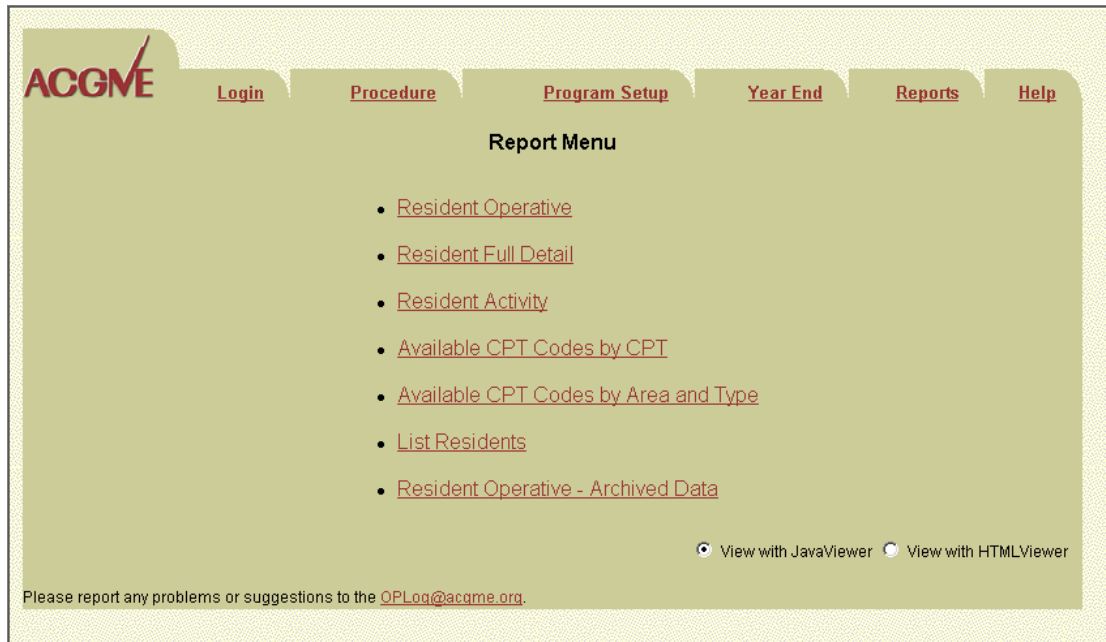 ACGME
Login Procedure Program Setup Year End Reports Help
Report Menu
Resident Operative
Resident Full Detail
Resident Activity
Available CPT Codes by CPT
Available CPT Codes by Area and Type
List Residents
Resident Operative - Archived Data
View with JavaViewer View with HTMLViewer
Please report any problems or suggestions to the OPLog@acgme.org.